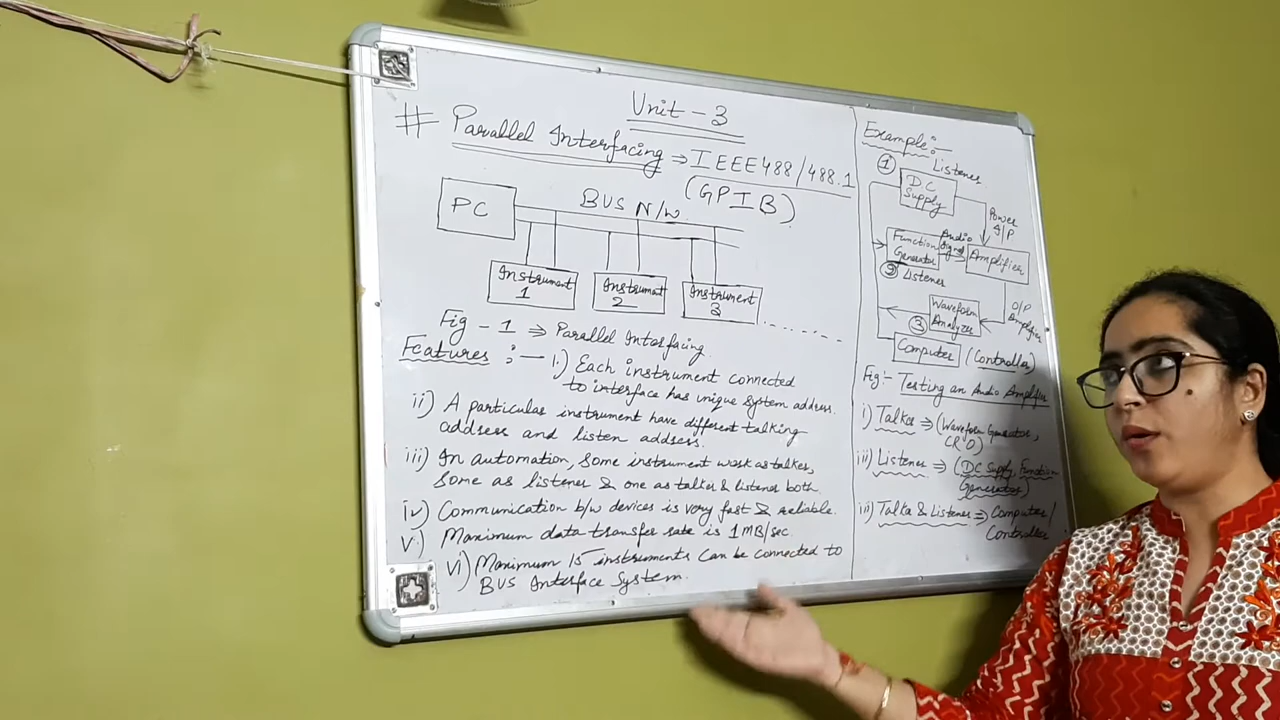 Unit - 3
# Parallel Interfacing ⇒ IEEE 488/488.1
(GPIB)
PC
BUS N/W
Instrument
1
Instrument
2
Instrument
3
Fig - 1 ⇒ Parallel Interfacing.
Features :—
i.) Each instrument connected
to interface has unique system address.
ii) A particular instrument have different talking
address and listen address.
iii) In automation, some instrument work as talker,
some as listener & one as talker & listener both.
iv) Communication b/w devices is very fast & reliable.
v.) Maximum data transfer rate is 1 MB/sec.
vi) Maximum 15 instruments can be connected to
BUS Interface System.
Example:—
Listener
1
DC
Supply
Power
I/P
Function
Generator
Audio
Signal
Amplifier
2
Listener
Waveform
Analyzer
3
O/P
Amplifier
Computer (Controller)
Fig:- Testing an Audio Amplifier
i) Talker ⇒ (Waveform Generator,
CRO)
ii) Listener ⇒ (DC Supply, Function
Generator)
iii) Talker & Listener ⇒ Computer/
Controller